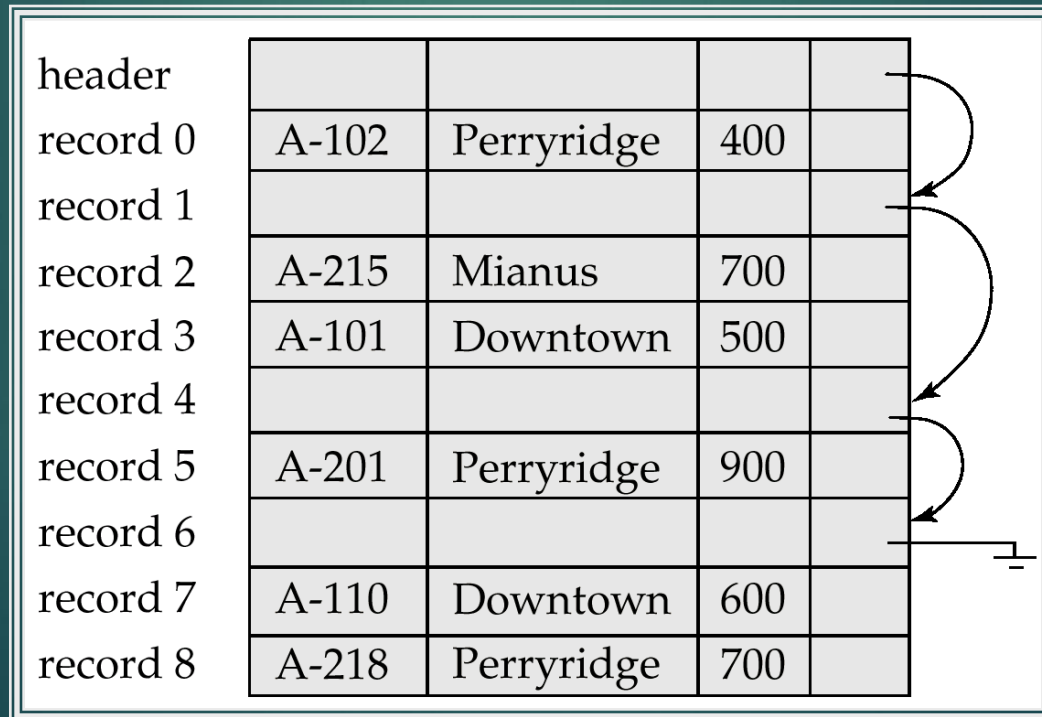 header
record 0 A-102 Perryridge 400
record 1
record 2 A-215 Mianus 700
record 3 A-101 Downtown 500
record 4
record 5 A-201 Perryridge 900
record 6
record 7 A-110 Downtown 600
record 8 A-218 Perryridge 700